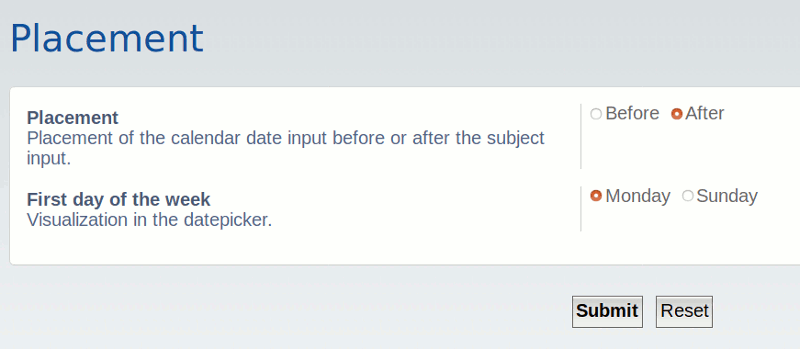 Placement
Placement
Placement of the calendar date input before or after the subject
input.
Before After
First day of the week
Visualization in the datepicker.
Monday Sunday
Submit Reset